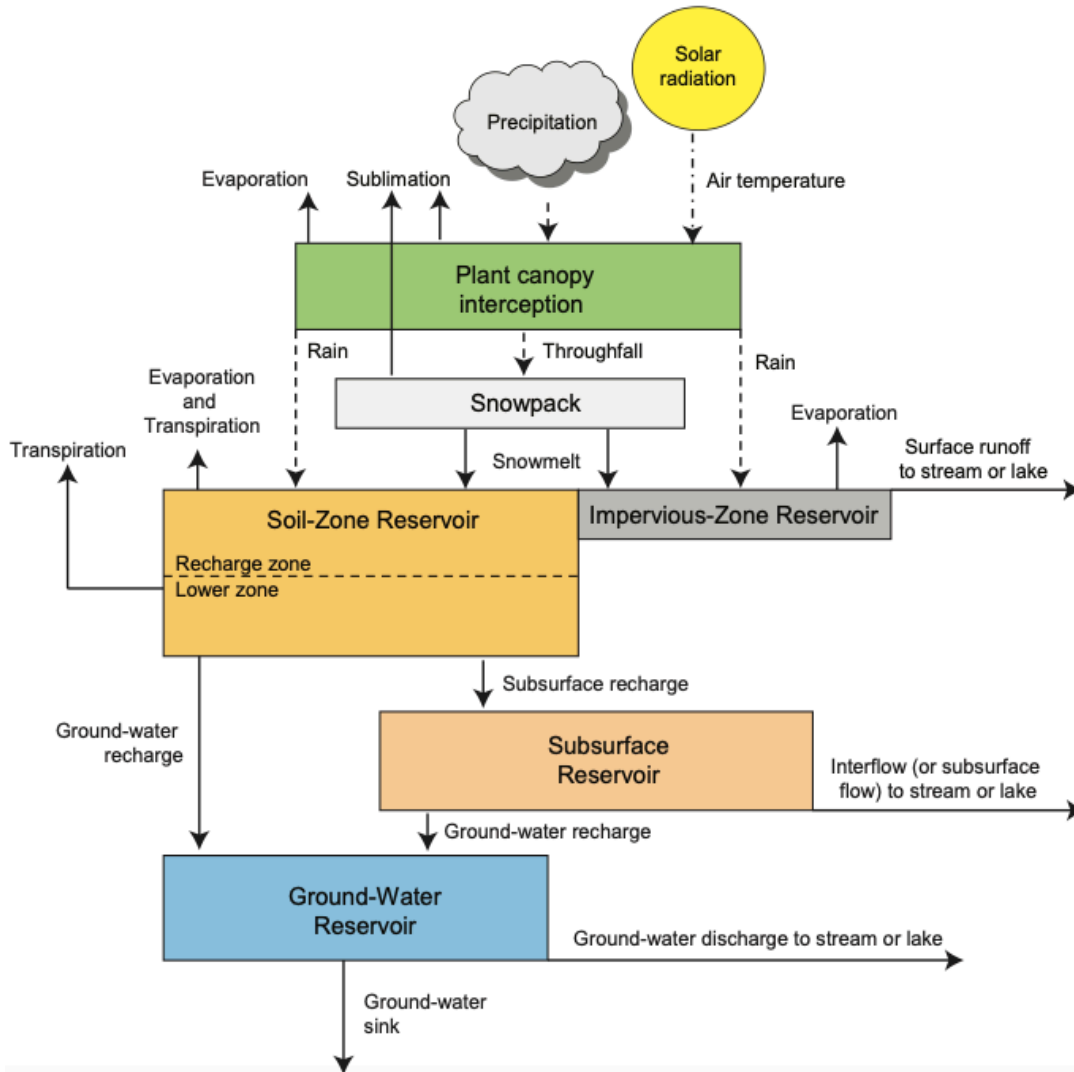 Solar
radiation
Precipitation
Evaporation
Sublimation
Air temperature
Plant canopy
interception
Rain
Throughfall
Rain
Evaporation
and
Transpiration
Snowpack
Evaporation
Transpiration
Snowmelt
Surface runoff
to stream or lake
Soil-Zone Reservoir
Impervious-Zone Reservoir
Recharge zone
Lower zone
Subsurface recharge
Ground-water
recharge
Subsurface
Reservoir
Interflow (or subsurface
flow) to stream or lake
Ground-water recharge
Ground-Water
Reservoir
Ground-water discharge to stream or lake
Ground-water
sink